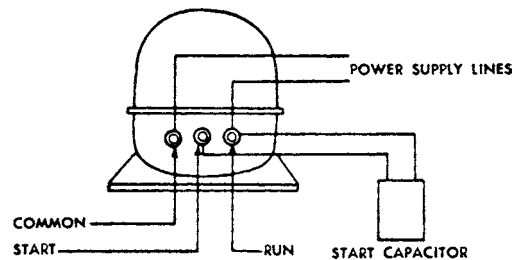 POWER SUPPLY LINES
COMMON
START
RUN
START CAPACITOR